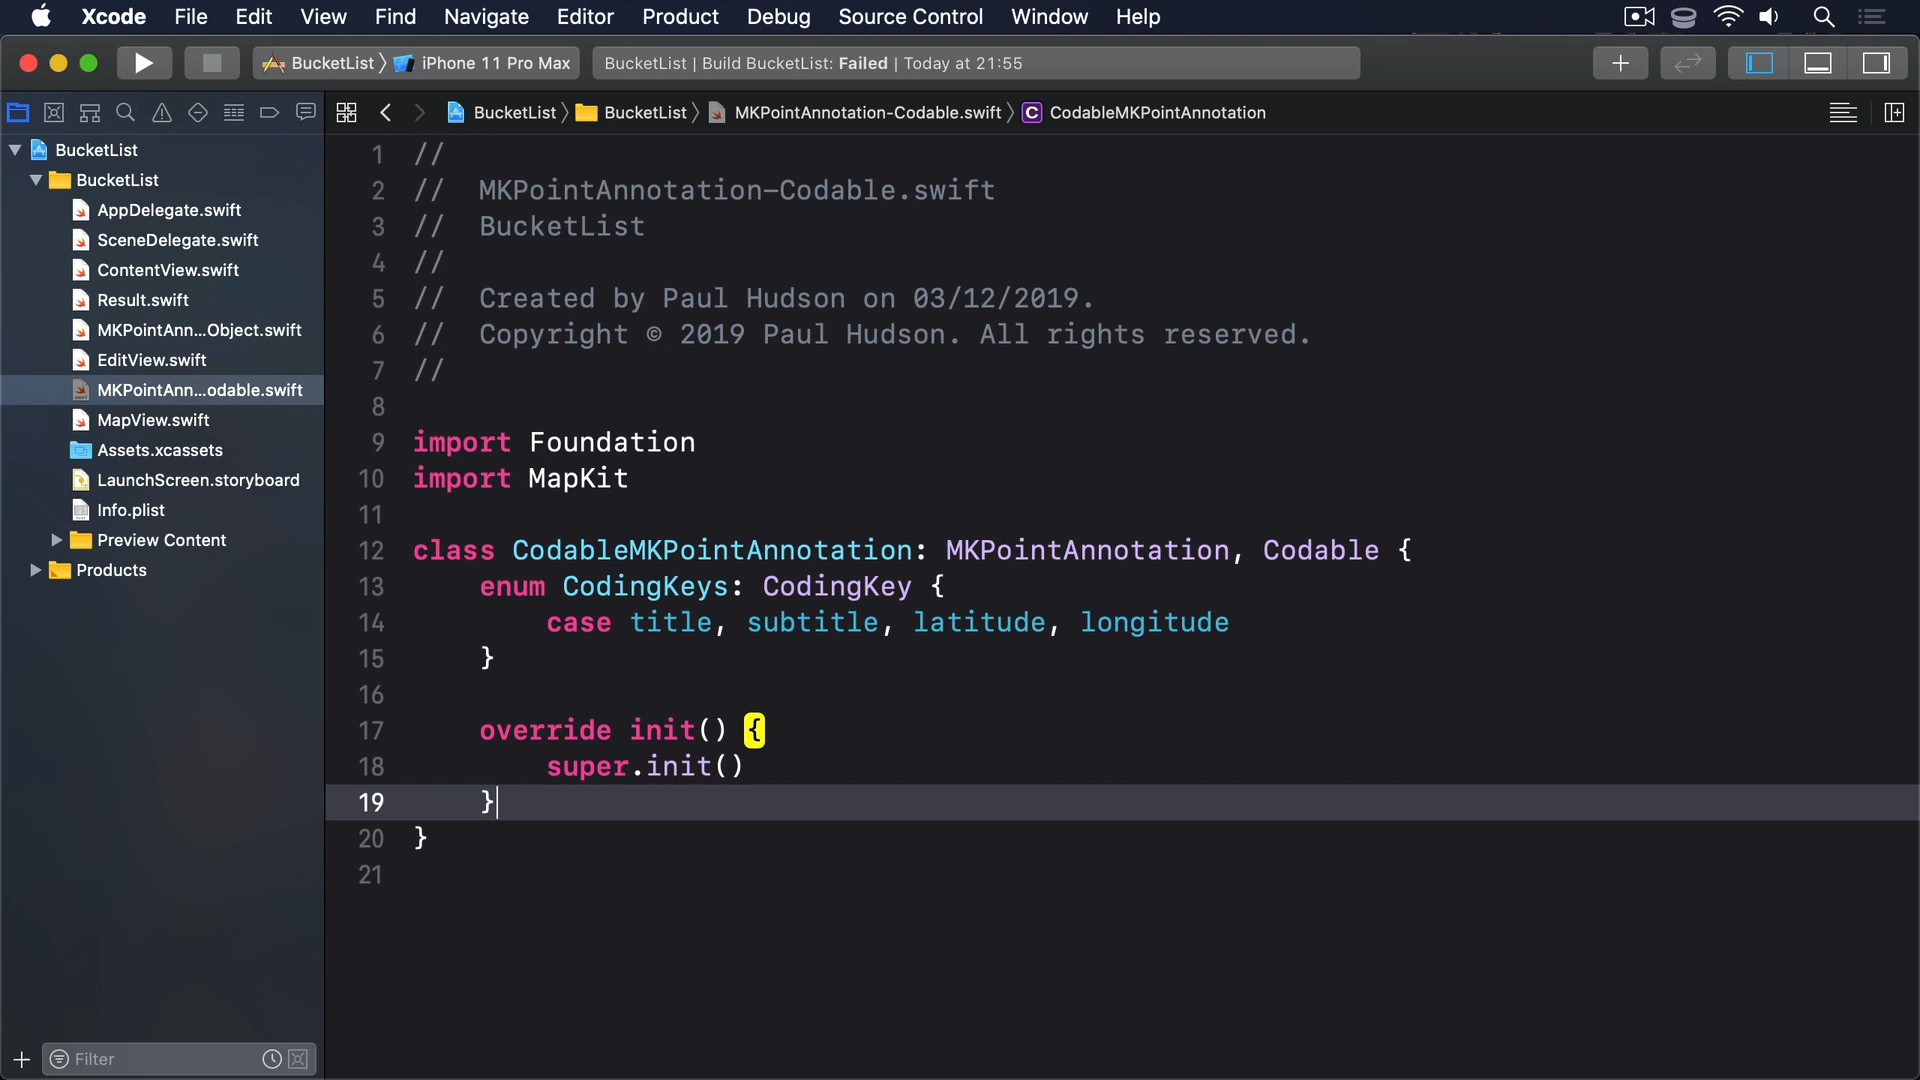 Xcode File Edit View Find Navigate Editor Product Debug Source Control Window Help
BucketList iPhone 11 Pro Max BucketList | Build BucketList: Failed | Today at 21:55
BucketList BucketList MKPointAnnotation-Codable.swift C CodableMKPointAnnotation
BucketList
BucketList
AppDelegate.swift
SceneDelegate.swift
ContentView.swift
Result.swift
MKPointAnn...Object.swift
EditView.swift
MKPointAnn...odable.swift
MapView.swift
Assets.xcassets
LaunchScreen.storyboard
Info.plist
Preview Content
Products
Filter
1 //
2 //  MKPointAnnotation-Codable.swift
3 //  BucketList
4 //
5 //  Created by Paul Hudson on 03/12/2019.
6 //  Copyright © 2019 Paul Hudson. All rights reserved.
7 //
8
9 import Foundation
10 import MapKit
11
12 class CodableMKPointAnnotation: MKPointAnnotation, Codable {
13     enum CodingKeys: CodingKey {
14         case title, subtitle, latitude, longitude
15     }
16
17     override init() {
18         super.init()
19     }
20 }
21